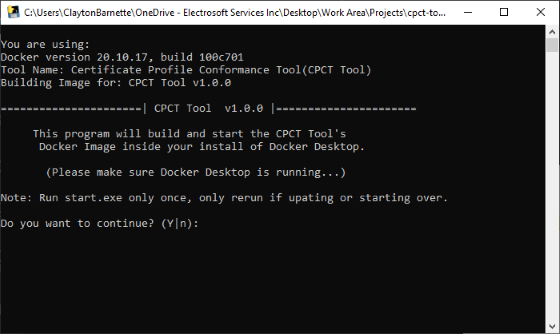 C:\Users\ClaytonBarnette\OneDrive - Electrosoft Services Inc\Desktop\Work Area\Projects\cpct-to...
You are using:
Docker version 20.10.17, build 100c701
Tool Name: Certificate Profile Conformance Tool(CPCT Tool)
Building Image for: CPCT Tool v1.0.0
======================| CPCT Tool  v1.0.0 |======================
This program will build and start the CPCT Tool's
Docker Image inside your install of Docker Desktop.
(Please make sure Docker Desktop is running...)
Note: Run start.exe only once, only rerun if upating or starting over.
Do you want to continue? (Y|n):